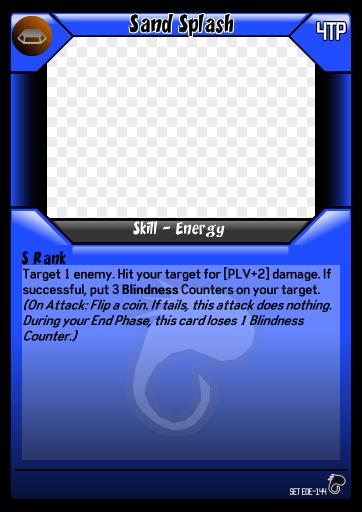 Sand Splash
4TP
Skill - Energy
S Rank
Target 1 enemy. Hit your target for [PLV+2] damage. If
successful, put 3 Blindness Counters on your target.
(On Attack: Flip a coin. If tails, this attack does nothing.
During your End Phase, this card loses 1 Blindness
Counter.)
SET EOE-144